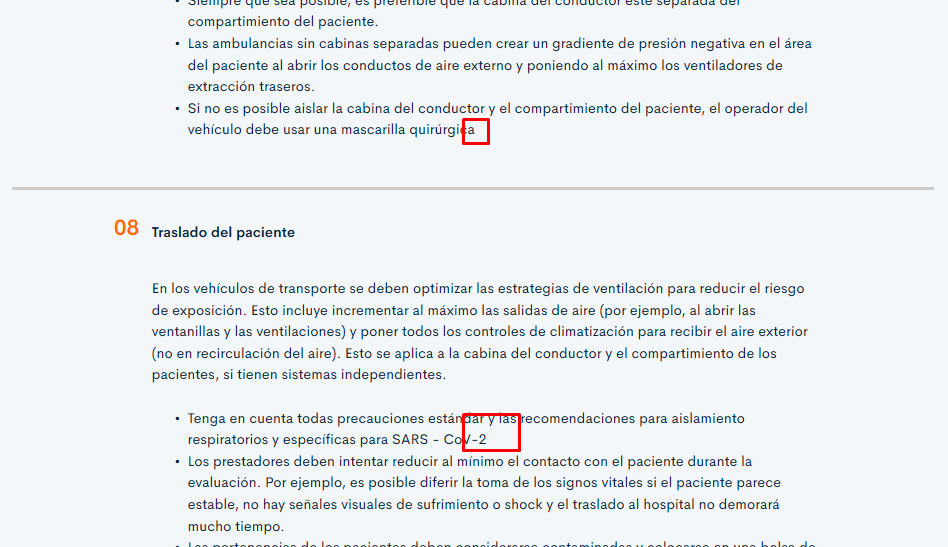 • Siempre que sea posible, es preferible que la cabina del conductor esté separada del
compartimiento del paciente.
• Las ambulancias sin cabinas separadas pueden crear un gradiente de presión negativa en el área
del paciente al abrir los conductos de aire externo y poniendo al máximo los ventiladores de
extracción traseros.
• Si no es posible aislar la cabina del conductor y el compartimiento del paciente, el operador del
vehículo debe usar una mascarilla quirúrgica
08 Traslado del paciente
En los vehículos de transporte se deben optimizar las estrategias de ventilación para reducir el riesgo
de exposición. Esto incluye incrementar al máximo las salidas de aire (por ejemplo, al abrir las
ventanillas y las ventilaciones) y poner todos los controles de climatización para recibir el aire exterior
(no en recirculación del aire). Esto se aplica a la cabina del conductor y el compartimiento de los
pacientes, si tienen sistemas independientes.
• Tenga en cuenta todas precauciones estándar y las recomendaciones para aislamiento
respiratorios y específicas para SARS - CoV-2
• Los prestadores deben intentar reducir al mínimo el contacto con el paciente durante la
evaluación. Por ejemplo, es posible diferir la toma de los signos vitales si el paciente parece
estable, no hay señales visuales de sufrimiento o shock y el traslado al hospital no demorará
mucho tiempo.
• Las pertenencias de los pacientes deben considerarse contaminadas y colocarse en una bolsa de